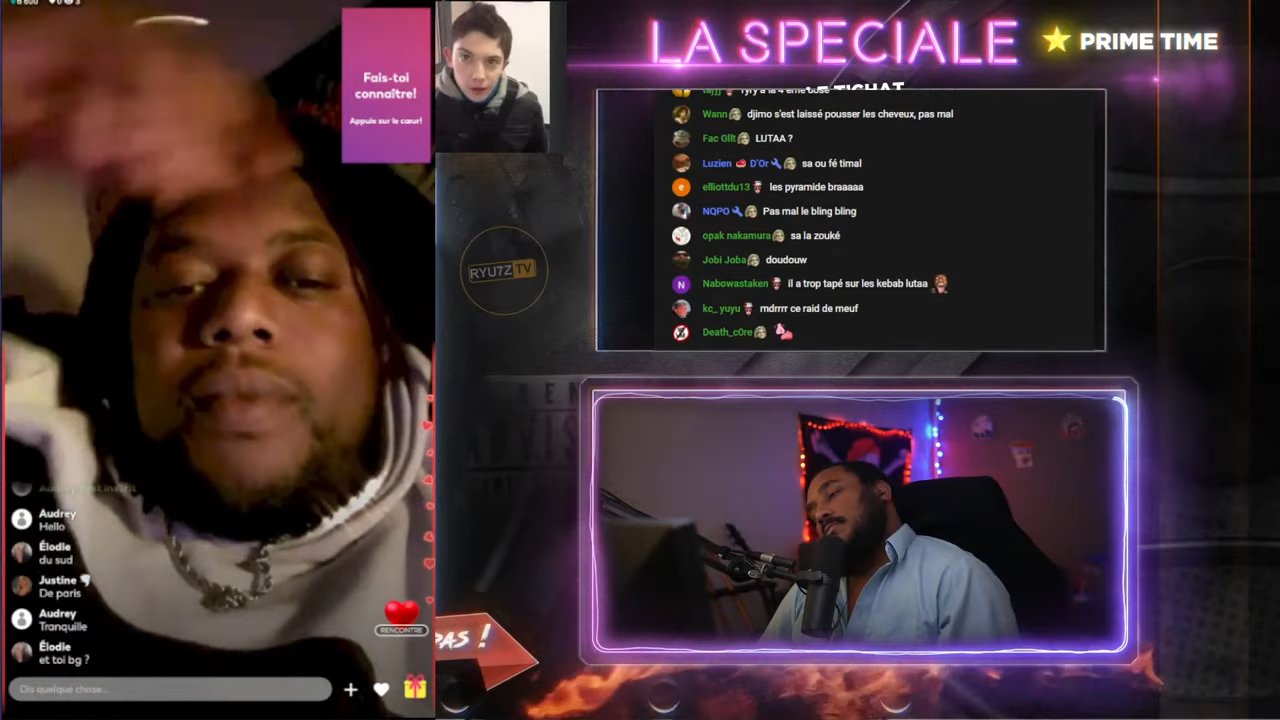 Fais-toi
connaître!
Appuie sur le cœur!
Audrey
Hello
Élodie
du sud
Justine
De paris
Audrey
Tranquille
Élodie
et toi bg ?
RENCONTRE
Dis quelque chose...
LA SPECIALE
PRIME TIME
TCHAT
Wann djimo s'est laissé pousser les cheveux, pas mal
Fac Gllt LUTAA ?
Luzien D'Or sa ou fé timal
elliottdu13 les pyramide braaaaa
NQPO Pas mal le bling bling
opak nakamura sa la zouké
Jobi Joba doudouw
Nabowastaken il a trop tapé sur les kebab lutaa
kc_ yuyu mdrrrr ce raid de meuf
Death_c0re
RYU7Z TV
PAS !